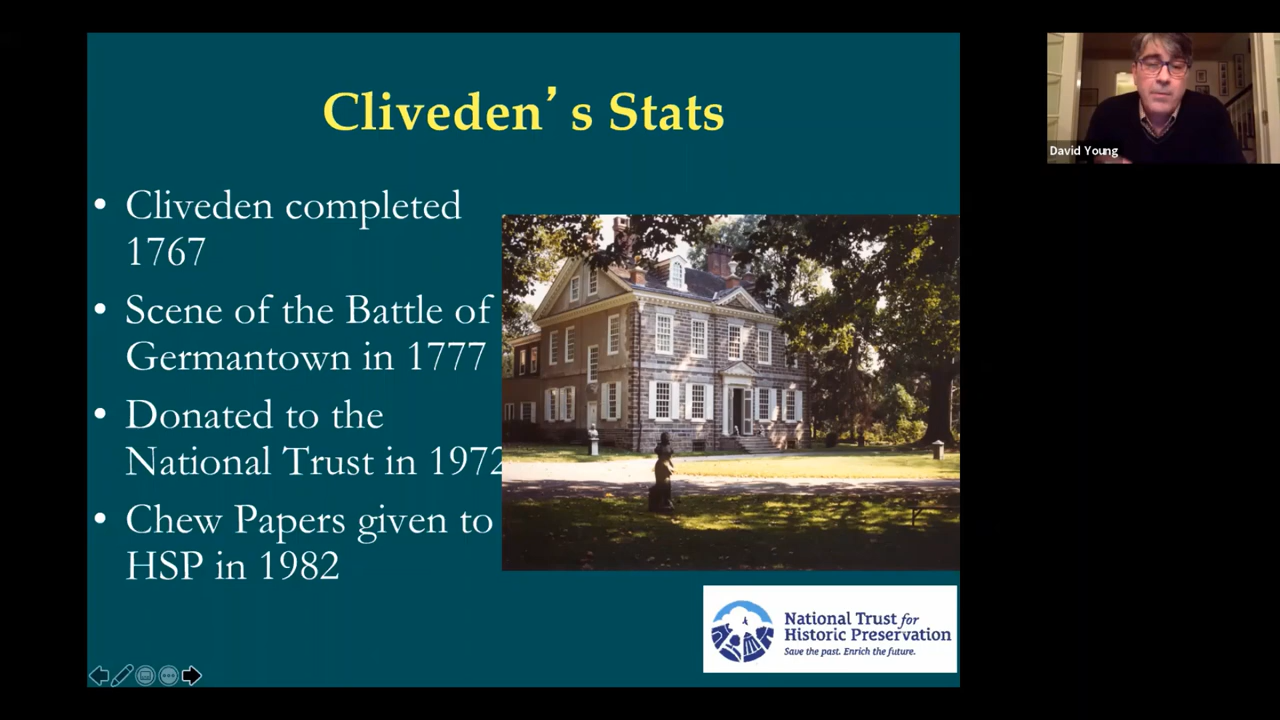 Cliveden’s Stats
• Cliveden completed
1767
• Scene of the Battle of
Germantown in 1777
• Donated to the
National Trust in 1972
• Chew Papers given to
HSP in 1982
National Trust for
Historic Preservation
Save the past. Enrich the future.
David Young